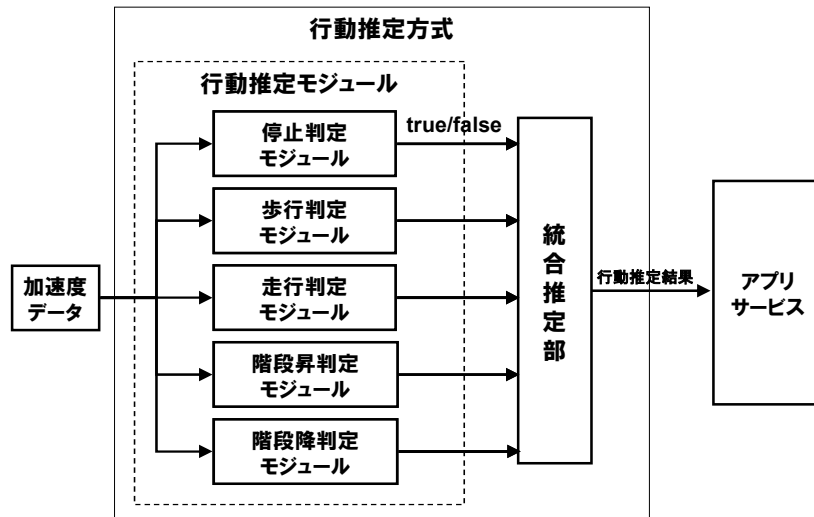 行動推定方式
行動推定モジュール
停止判定
モジュール
true/false
歩行判定
モジュール
走行判定
モジュール
階段昇判定
モジュール
階段降判定
モジュール
加速度
データ
統合推定部
行動推定結果
アプリ
サービス